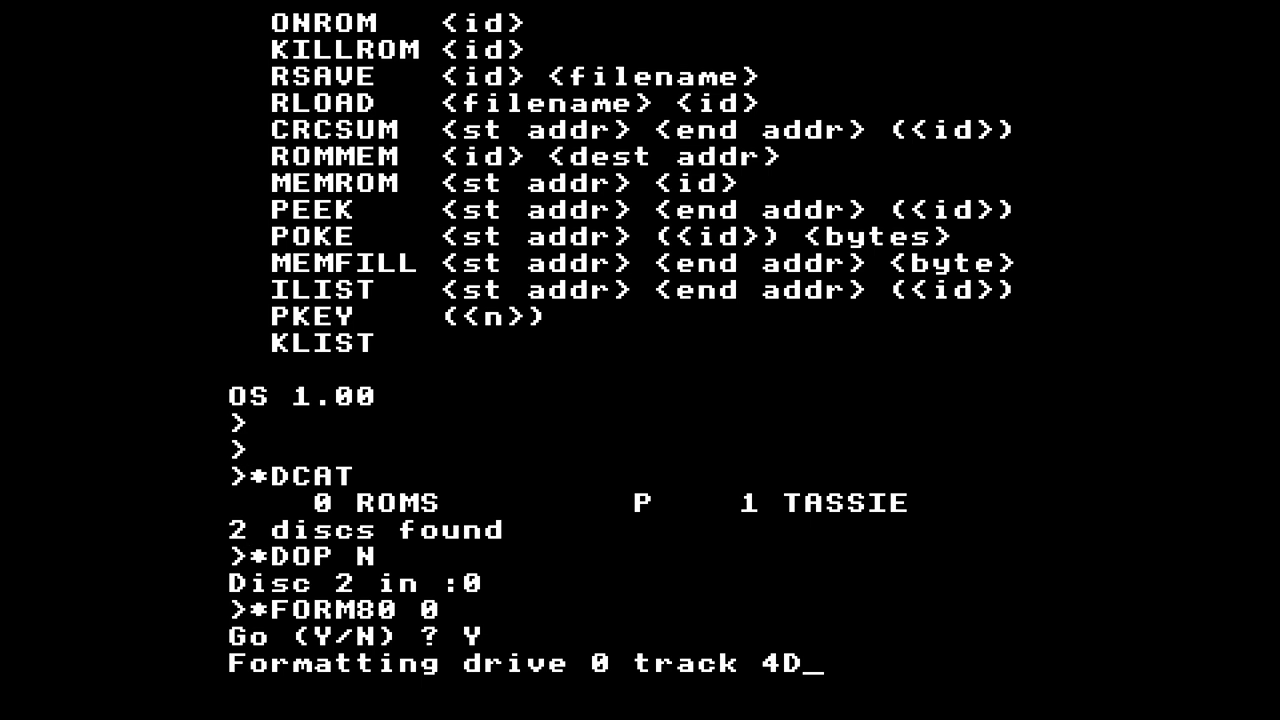 ONROM <id>
KILLROM <id>
RSAVE <id> <filename>
RLOAD <filename> <id>
CRCSUM <st addr> <end addr> (<id>)
ROMMEM <id> <dest addr>
MEMROM <st addr> <id>
PEEK <st addr> <end addr> (<id>)
POKE <st addr> (<id>) <bytes>
MEMFILL <st addr> <end addr> <byte>
ILIST <st addr> <end addr> (<id>)
PKEY (<n>)
KLIST
OS 1.00
>
>
>*DCAT
0 ROMS P 1 TASSIE
2 discs found
>*DOP N
Disc 2 in :0
>*FORM80 0
Go (Y/N) ? Y
Formatting drive 0 track 4D_